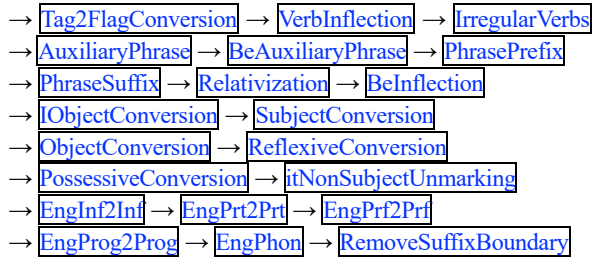 → Tag2FlagConversion → VerbInflection → IrregularVerbs
→ AuxiliaryPhrase → BeAuxiliaryPhrase → PhrasePrefix
→ PhraseSuffix → Relativization → BeInflection
→ IObjectConversion → SubjectConversion
→ ObjectConversion → ReflexiveConversion
→ PossessiveConversion → itNonSubjectUnmarking
→ EngInf2Inf → EngPrt2Prt → EngPrf2Prf
→ EngProg2Prog → EngPhon → RemoveSuffixBoundary